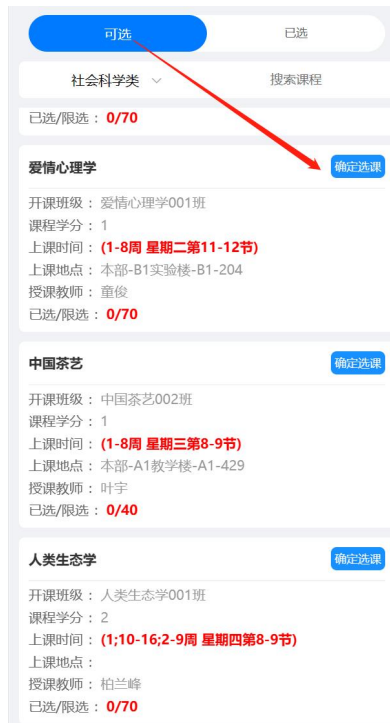 可选 已选
社会科学类 搜索课程
已选/限选： 0/70
爱情心理学 确定选课
开课班级： 爱情心理学001班
课程学分： 1
上课时间： (1-8周 星期二第11-12节)
上课地点： 本部-B1实验楼-B1-204
授课教师： 童俊
已选/限选： 0/70
中国茶艺 确定选课
开课班级： 中国茶艺002班
课程学分： 1
上课时间： (1-8周 星期三第8-9节)
上课地点： 本部-A1教学楼-A1-429
授课教师： 叶宇
已选/限选： 0/40
人类生态学 确定选课
开课班级： 人类生态学001班
课程学分： 2
上课时间： (1;10-16;2-9周 星期四第8-9节)
上课地点：
授课教师： 柏兰峰
已选/限选： 0/70